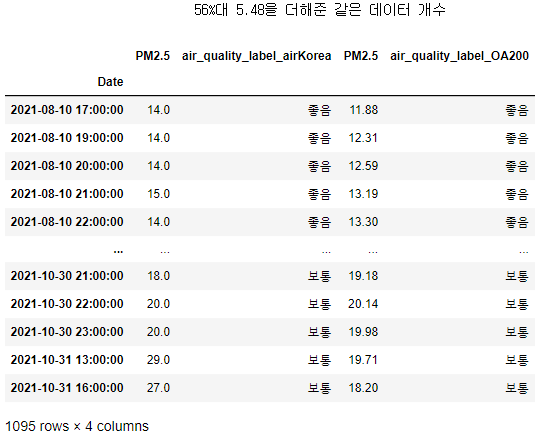 56%대 5.48을 더해준 같은 데이터 개수
PM2.5 air_quality_label_airKorea PM2.5 air_quality_label_OA200
Date
2021-08-10 17:00:00 14.0 좋음 11.88 좋음
2021-08-10 19:00:00 14.0 좋음 12.31 좋음
2021-08-10 20:00:00 14.0 좋음 12.59 좋음
2021-08-10 21:00:00 15.0 좋음 13.19 좋음
2021-08-10 22:00:00 14.0 좋음 13.30 좋음
... ... ... ... ...
2021-10-30 21:00:00 18.0 보통 19.18 보통
2021-10-30 22:00:00 20.0 보통 20.14 보통
2021-10-30 23:00:00 20.0 보통 19.98 보통
2021-10-31 13:00:00 29.0 보통 19.71 보통
2021-10-31 16:00:00 27.0 보통 18.20 보통
1095 rows × 4 columns